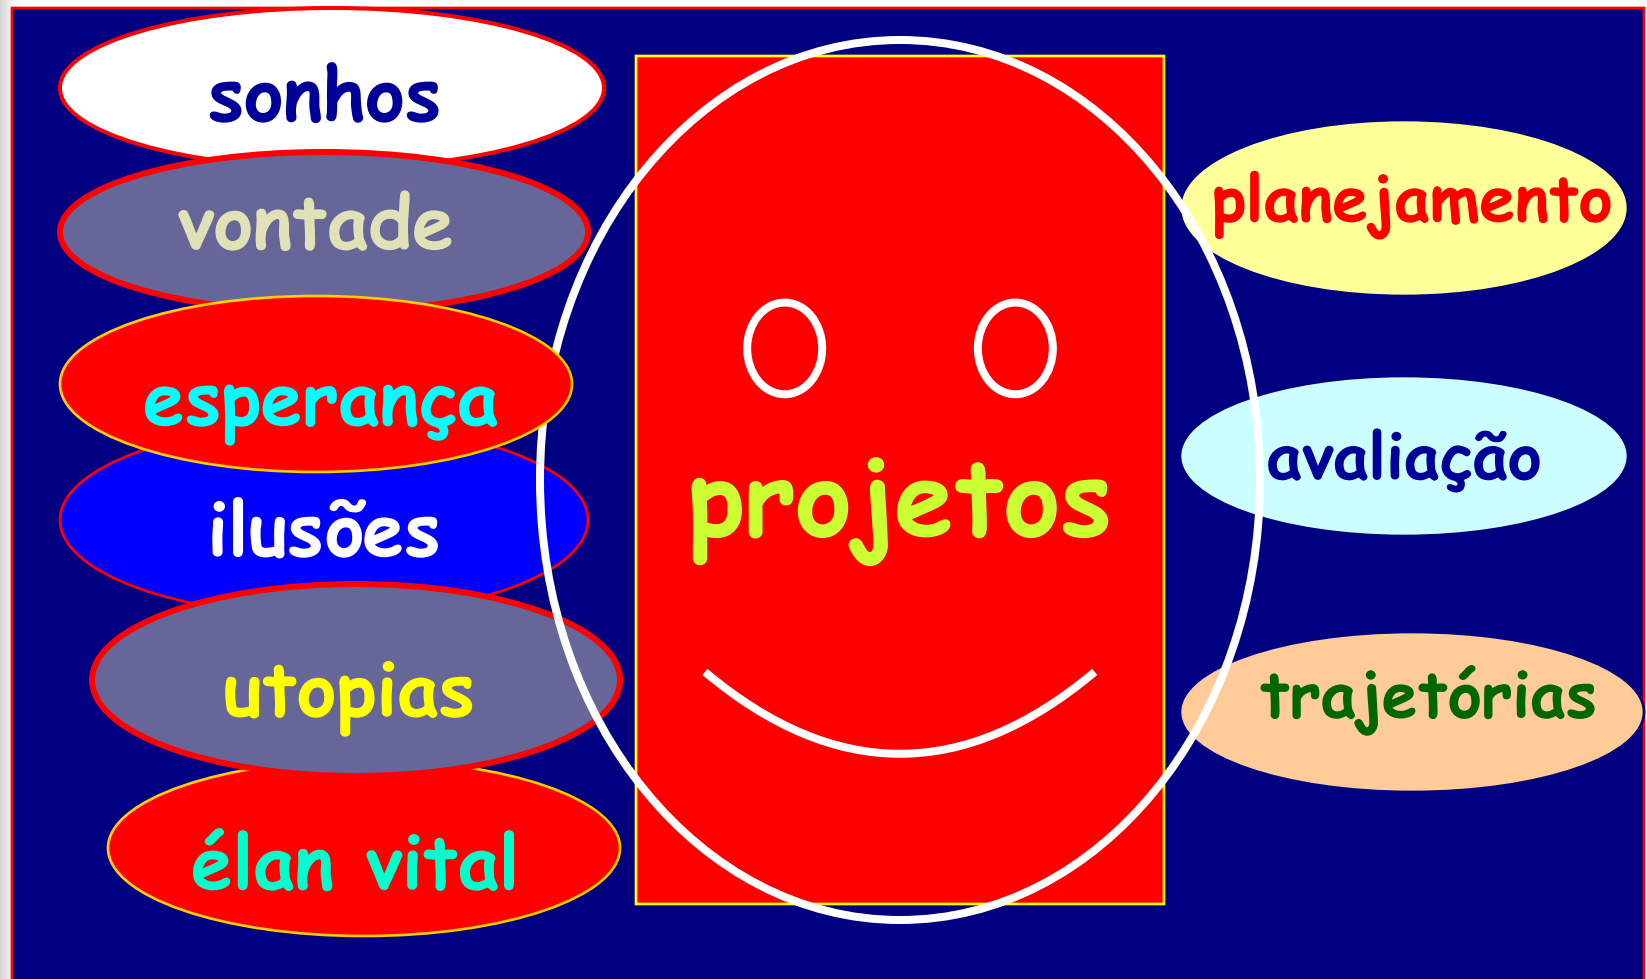 sonhos
vontade
esperança
ilusões
utopias
élan vital
projetos
planejamento
avaliação
trajetórias